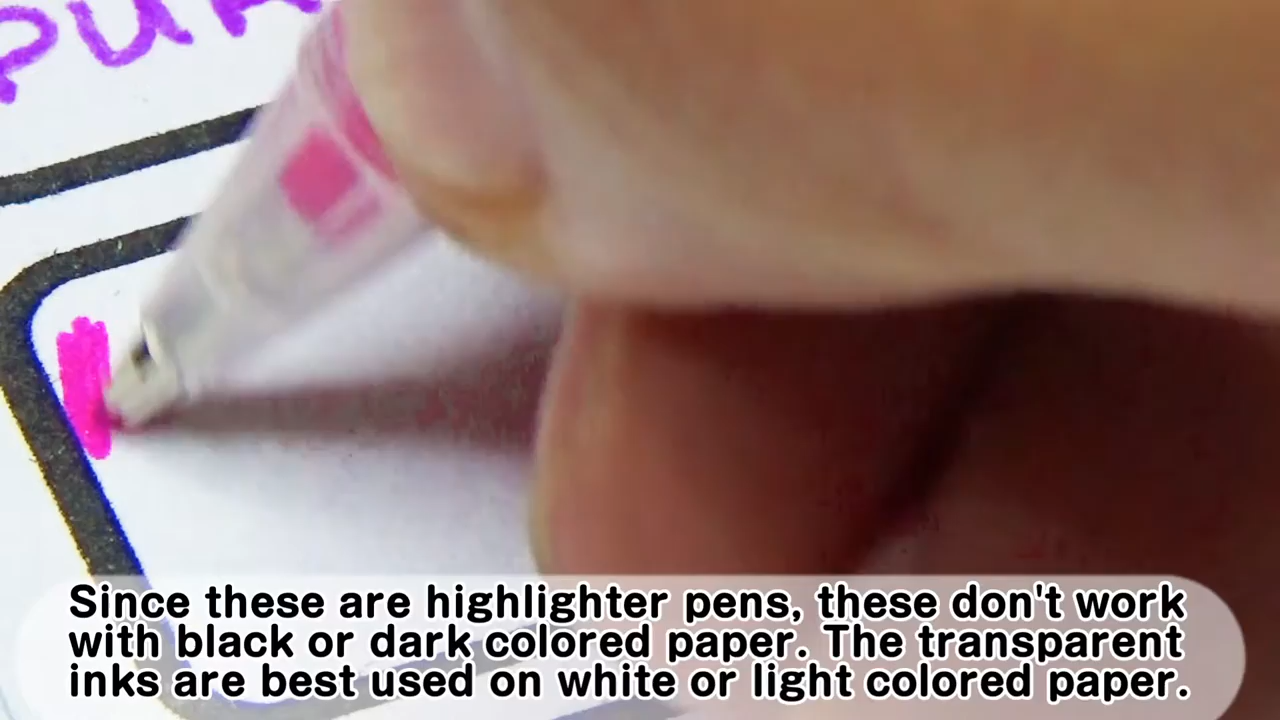 Since these are highlighter pens, these don't work
with black or dark colored paper. The transparent
inks are best used on white or light colored paper.